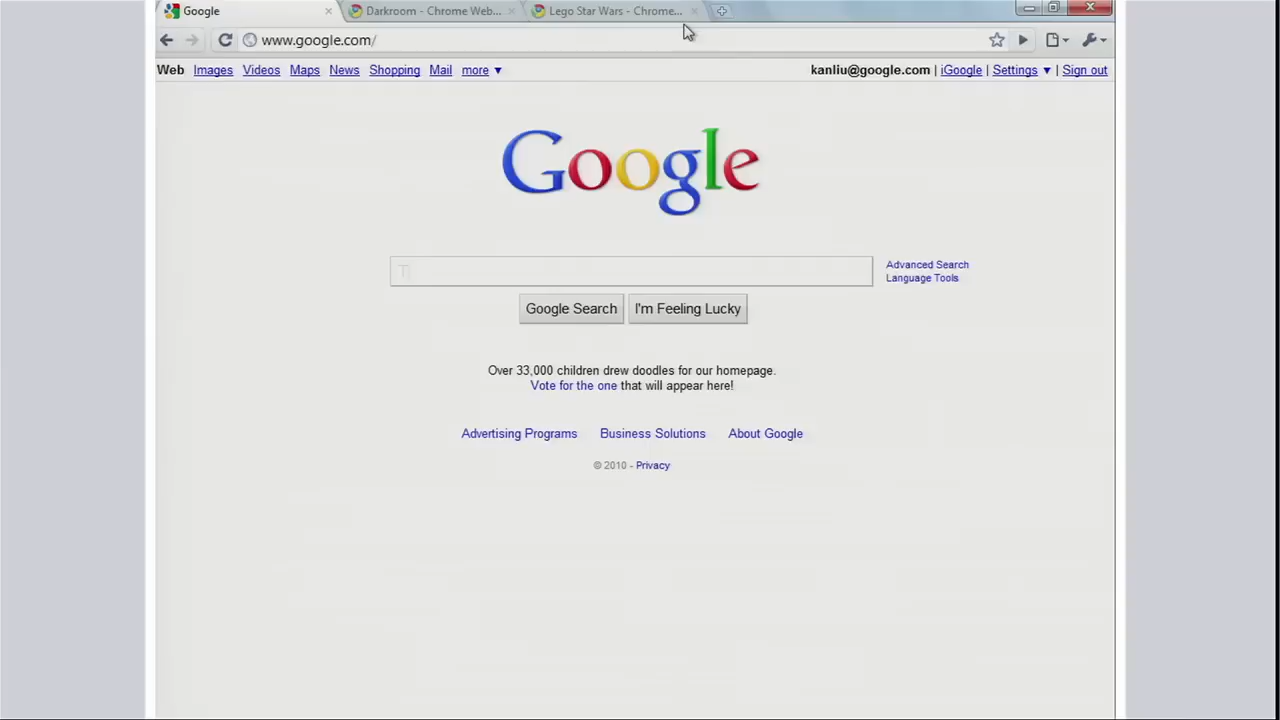 Google
Darkroom - Chrome Web...
Lego Star Wars - Chrome...
www.google.com/
Web Images Videos Maps News Shopping Mail more ▼
kanliu@google.com | iGoogle | Settings ▼ | Sign out
Google
T
Advanced Search
Language Tools
Google Search
I'm Feeling Lucky
Over 33,000 children drew doodles for our homepage.
Vote for the one that will appear here!
Advertising Programs Business Solutions About Google
© 2010 - Privacy